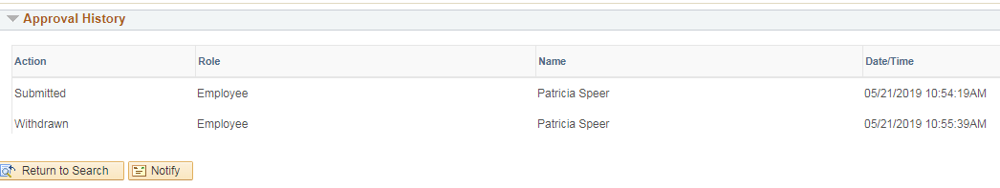 Approval History
Action Role Name Date/Time
Submitted Employee Patricia Speer 05/21/2019 10:54:19AM
Withdrawn Employee Patricia Speer 05/21/2019 10:55:39AM
Return to Search Notify